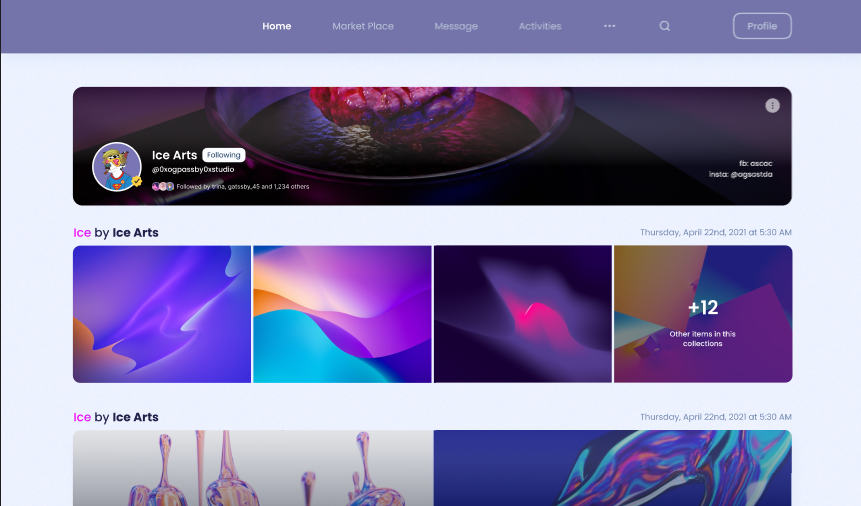 Home Market Place Message Activities ••• Profile
Ice Arts Following
@0xogpassby0xstudio
Followed by Irina, gatssby_45 and 1,234 others
fb: ascac
insta: @agsastda
Ice by Ice Arts
Thursday, April 22nd, 2021 at 5:30 AM
+12
Other items in this
collections
Ice by Ice Arts
Thursday, April 22nd, 2021 at 5:30 AM